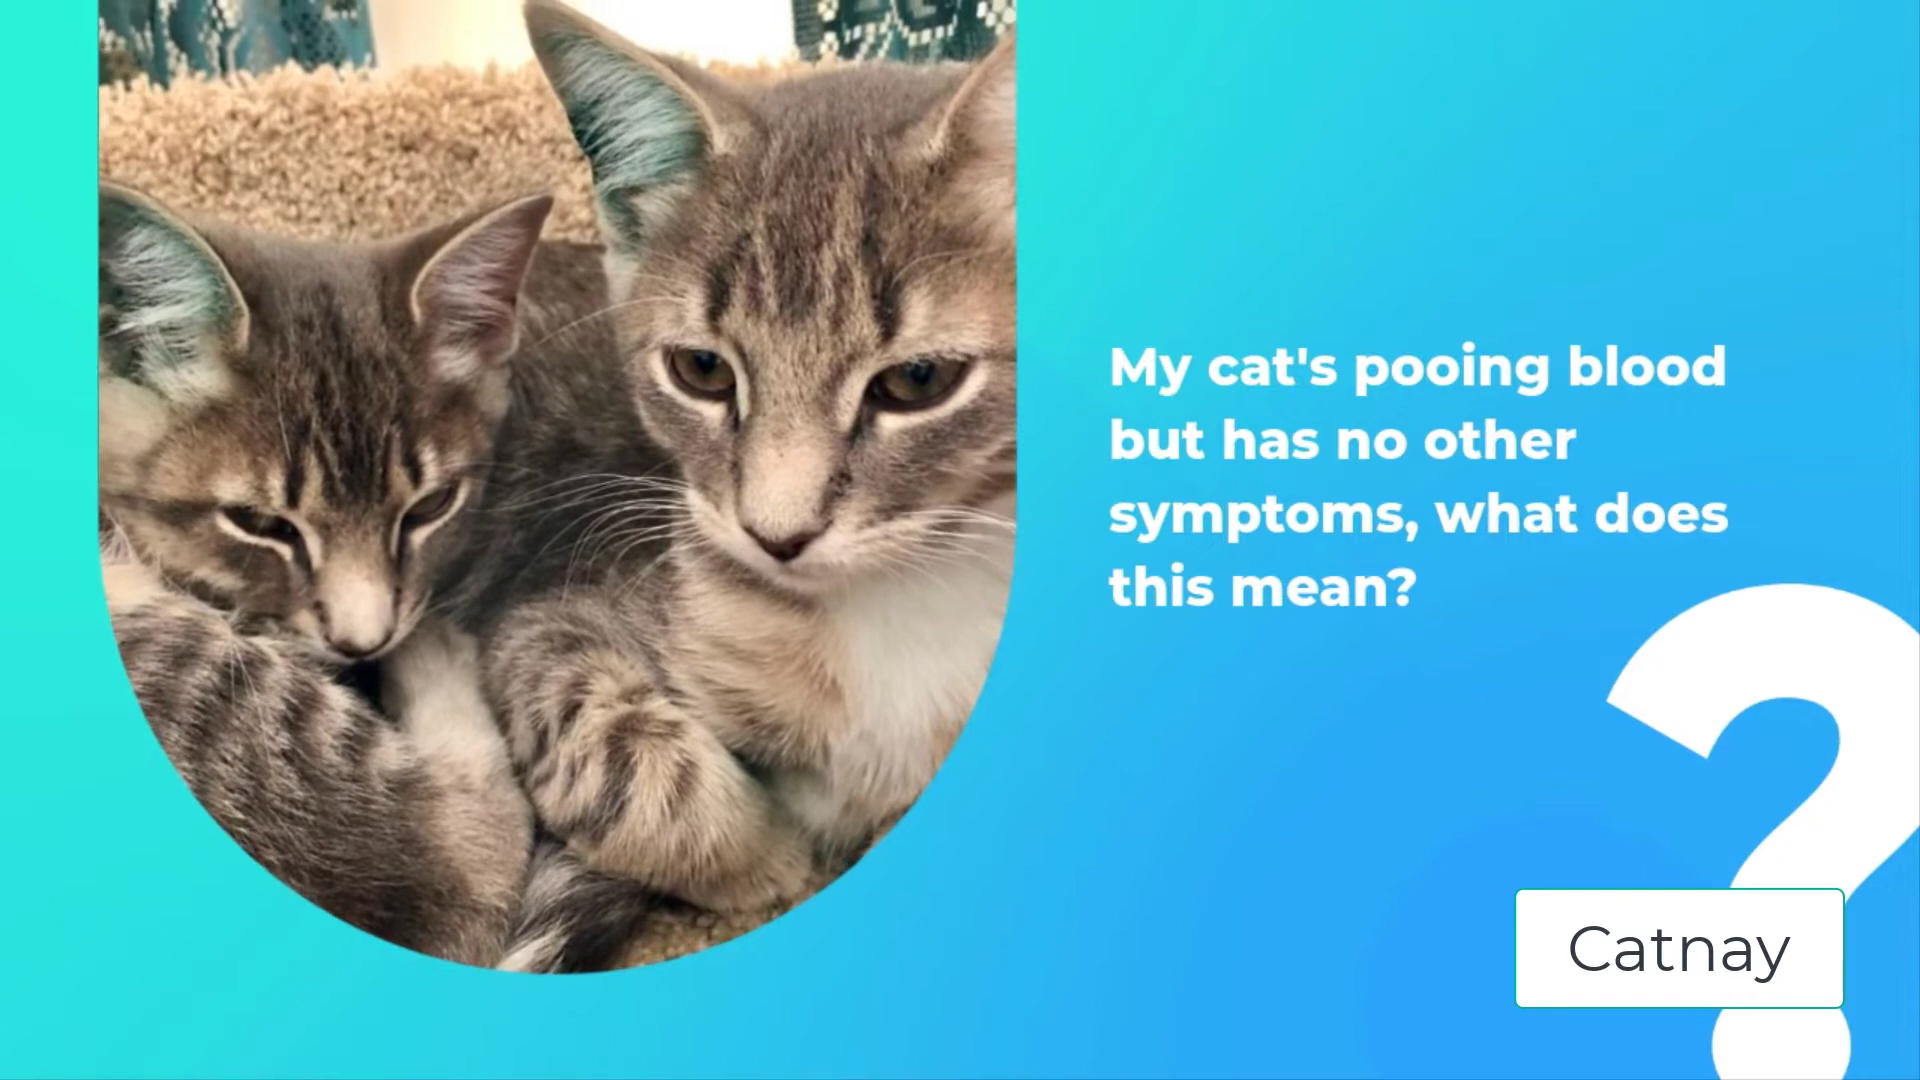 My cat's pooing blood
but has no other
symptoms, what does
this mean?
?
Catnay